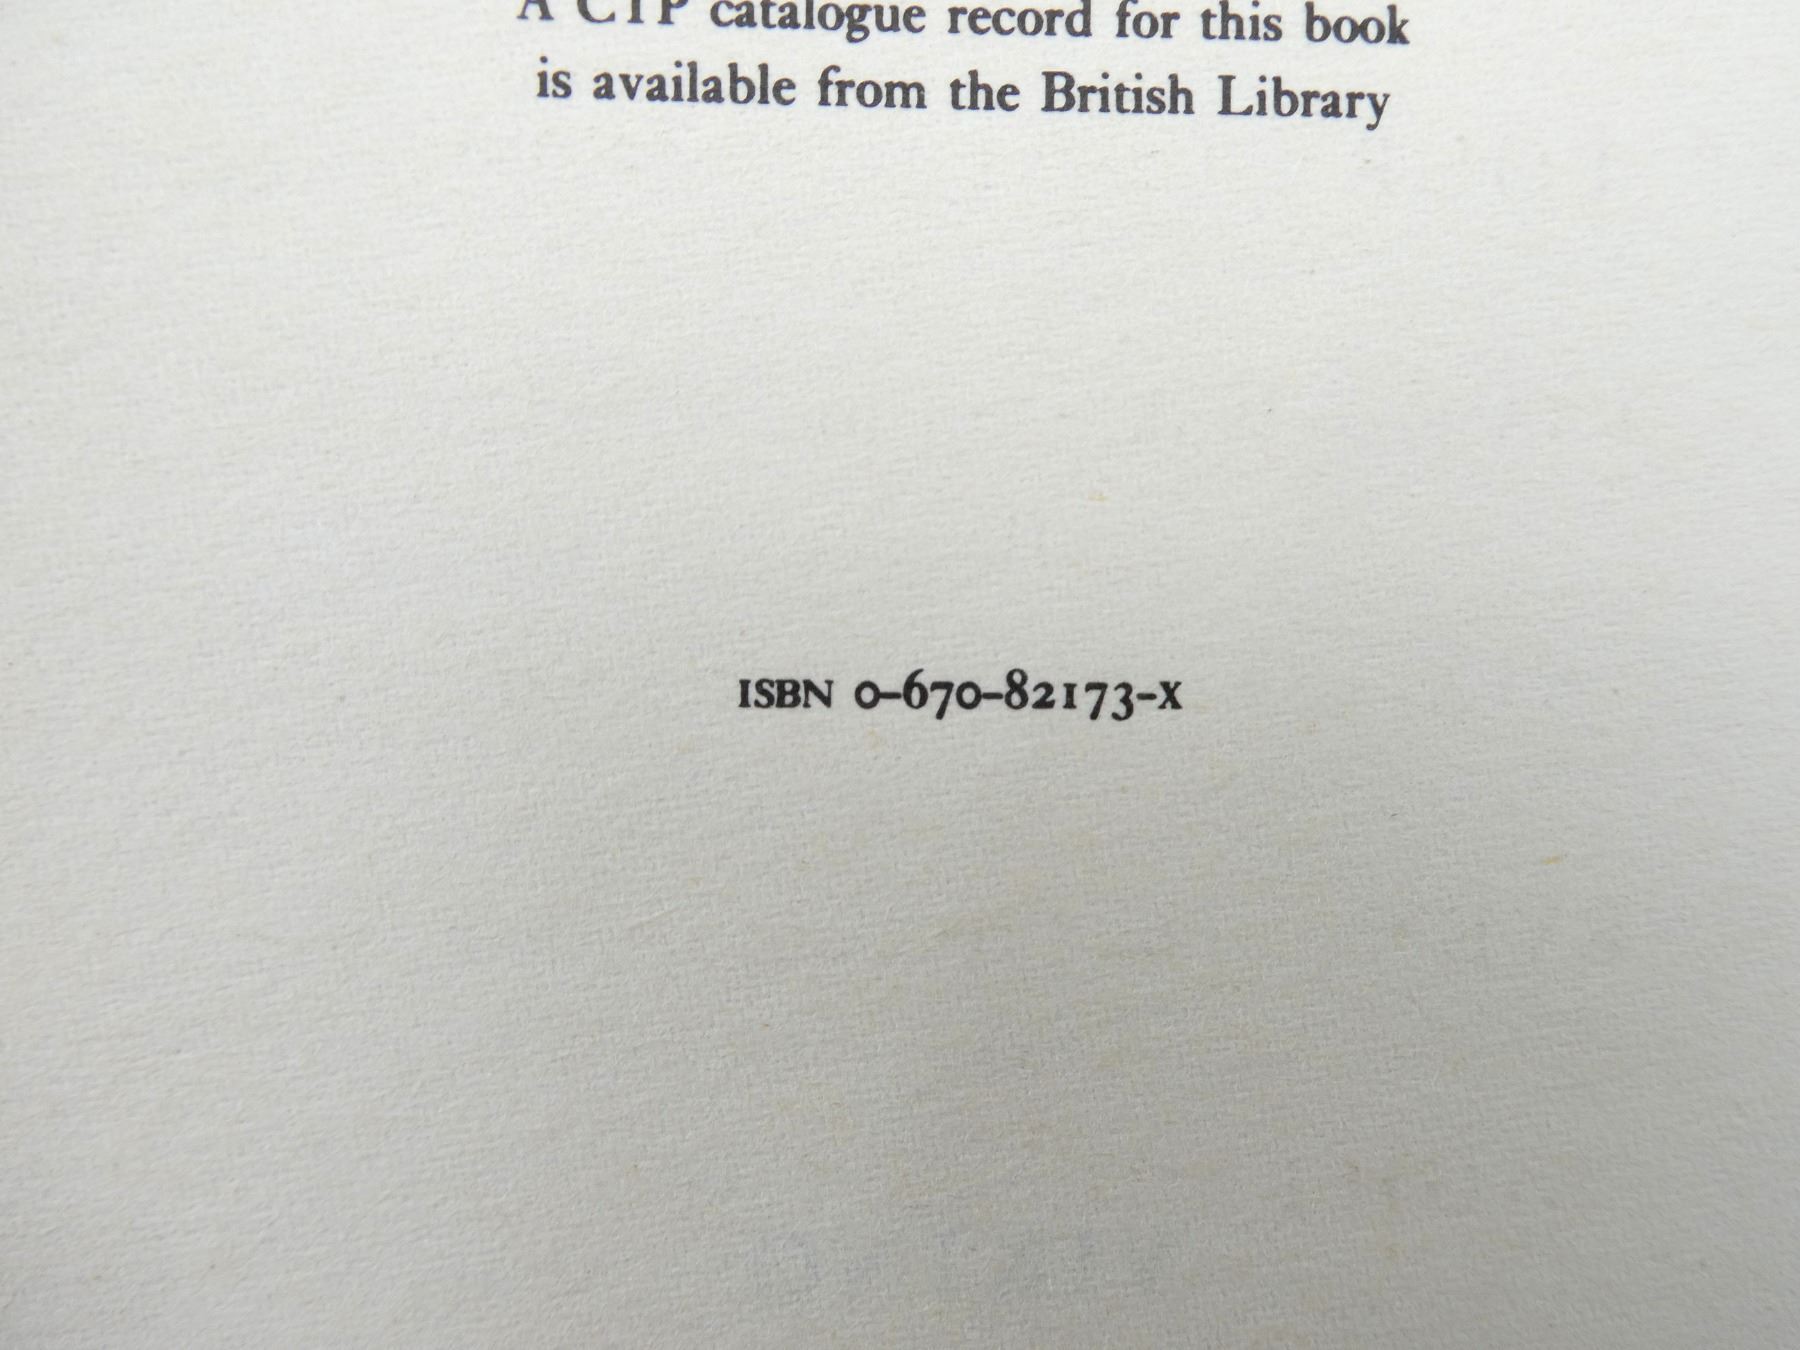 A CIP catalogue record for this book
is available from the British Library
ISBN 0–670–82173–X